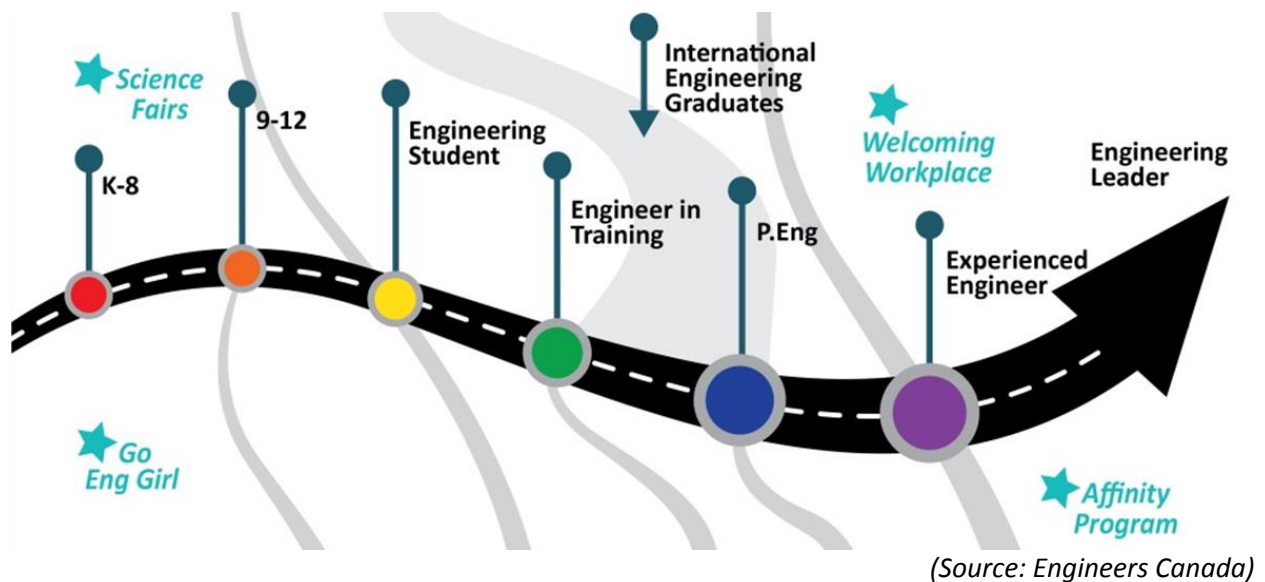 Science
Fairs
K-8
9-12
Engineering
Student
Engineer in
Training
International
Engineering
Graduates
P.Eng
Welcoming
Workplace
Experienced
Engineer
Engineering
Leader
Go
Eng Girl
Affinity
Program
(Source: Engineers Canada)